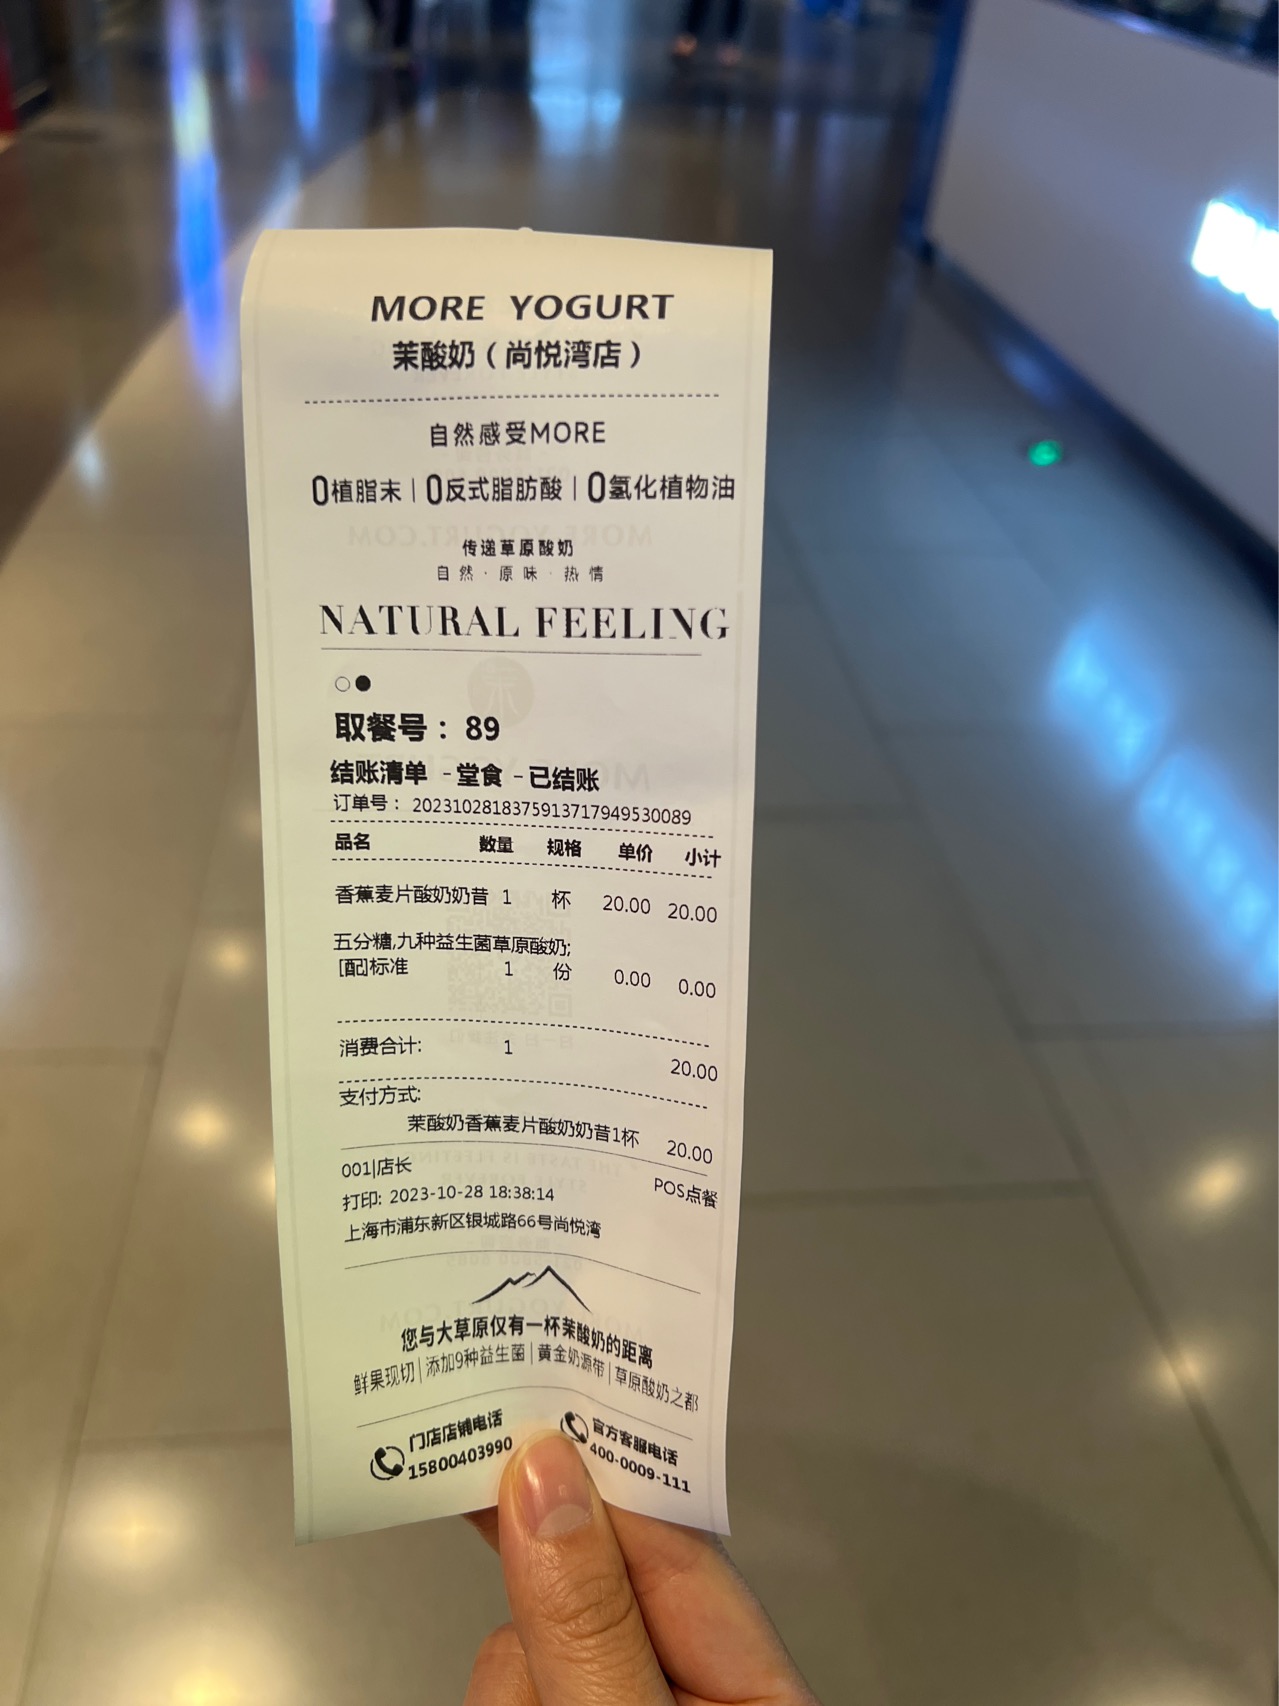 MORE YOGURT
茉酸奶（尚悦湾店）
自然感受MORE
0植脂末｜0反式脂肪酸｜0氢化植物油
传递草原酸奶
自然·原味·热情
NATURAL FEELING
取餐号：89
结账清单 -堂食 -已结账
订单号：20231028183759137179495300​89
品名 数量 规格 单价 小计
香蕉麦片酸奶奶昔 1 杯 20.00 20.00
五分糖,九种益生菌草原酸奶;
[配]标准 1 份 0.00 0.00
消费合计: 1 20.00
支付方式:
茉酸奶香蕉麦片酸奶奶昔1杯 20.00
001|店长 POS点餐
打印: 2023-10-28 18:38:14
上海市浦东新区银城路66号尚悦湾
您与大草原仅有一杯茉酸奶的距离
鲜果现切｜添加9种益生菌｜黄金奶源带｜草原酸奶之都
门店店铺电话 官方客服电话
15800403990 400-0009-111